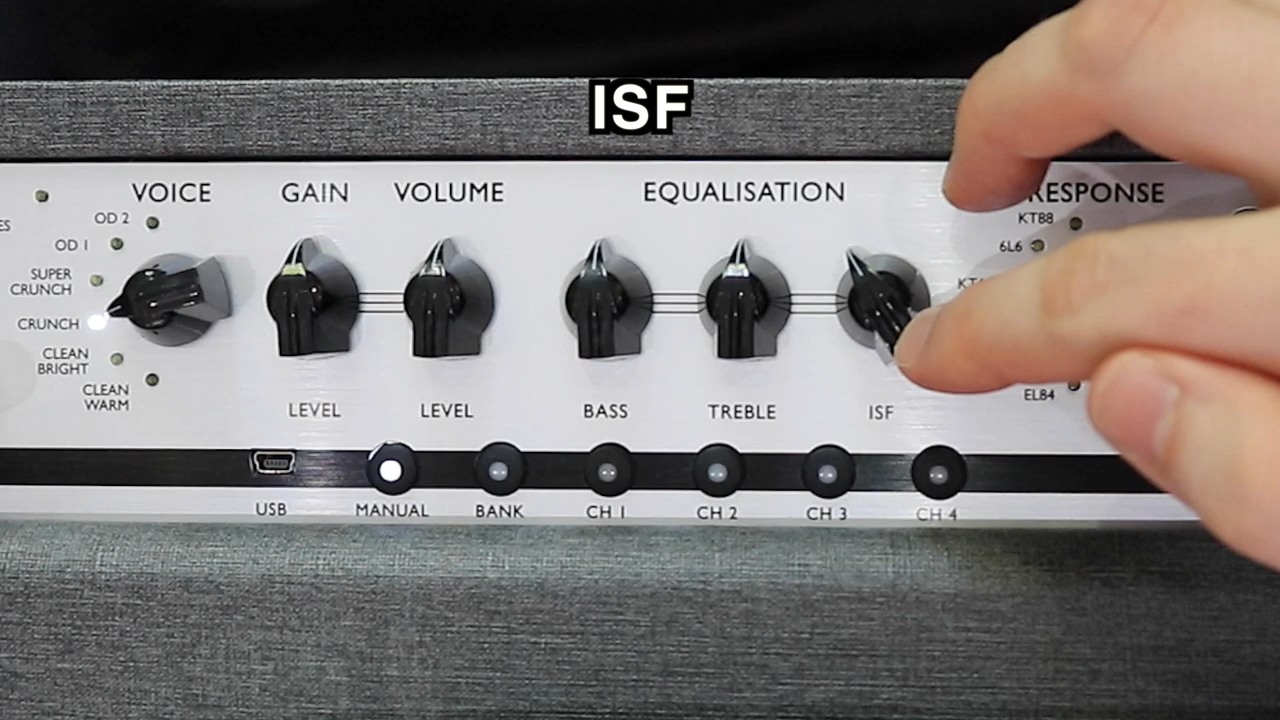 ISF
VOICE
GAIN
VOLUME
EQUALISATION
RESPONSE
ES
OD 2
OD 1
SUPER
CRUNCH
CRUNCH
CLEAN
BRIGHT
CLEAN
WARM
KT88
6L6
EL84
LEVEL
LEVEL
BASS
TREBLE
ISF
USB
MANUAL
BANK
CH 1
CH 2
CH 3
CH 4